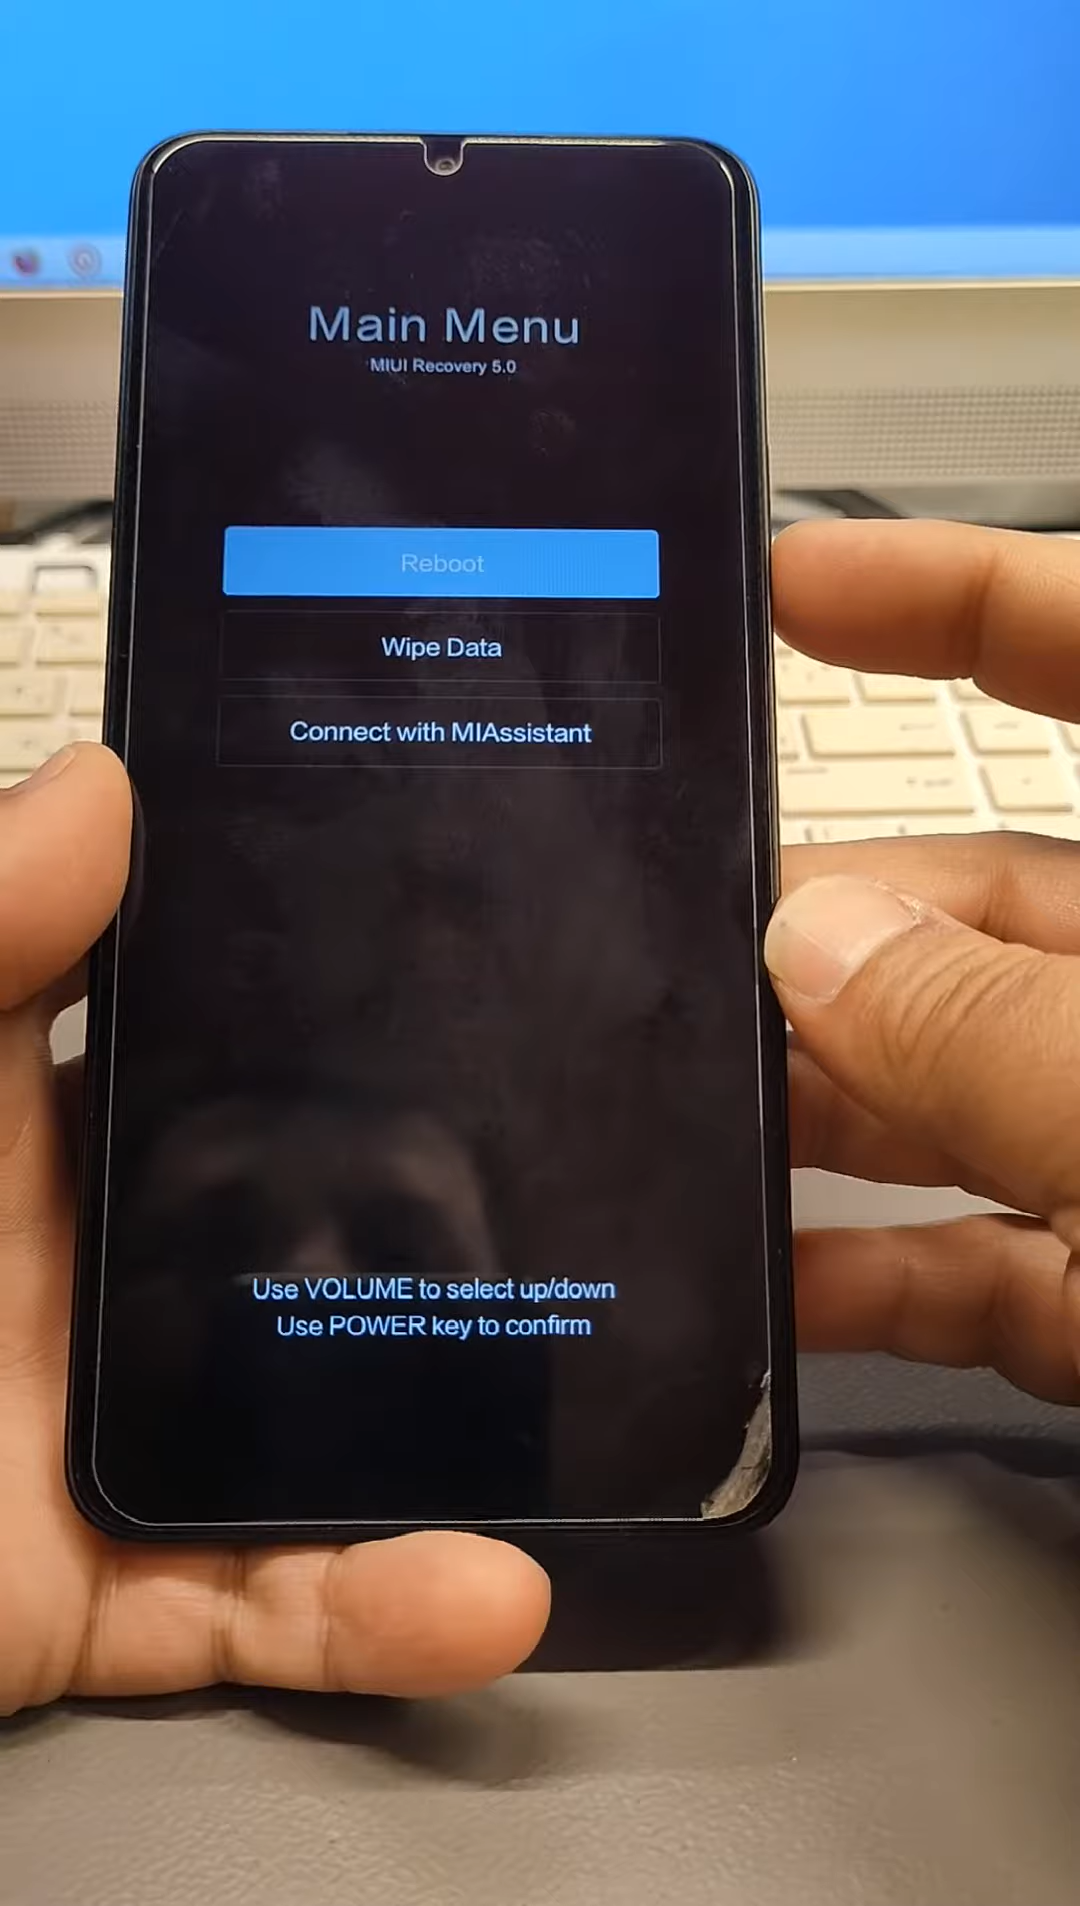 Main Menu
MIUI Recovery 5.0
Reboot
Wipe Data
Connect with MIAssistant
Use VOLUME to select up/down
Use POWER key to confirm